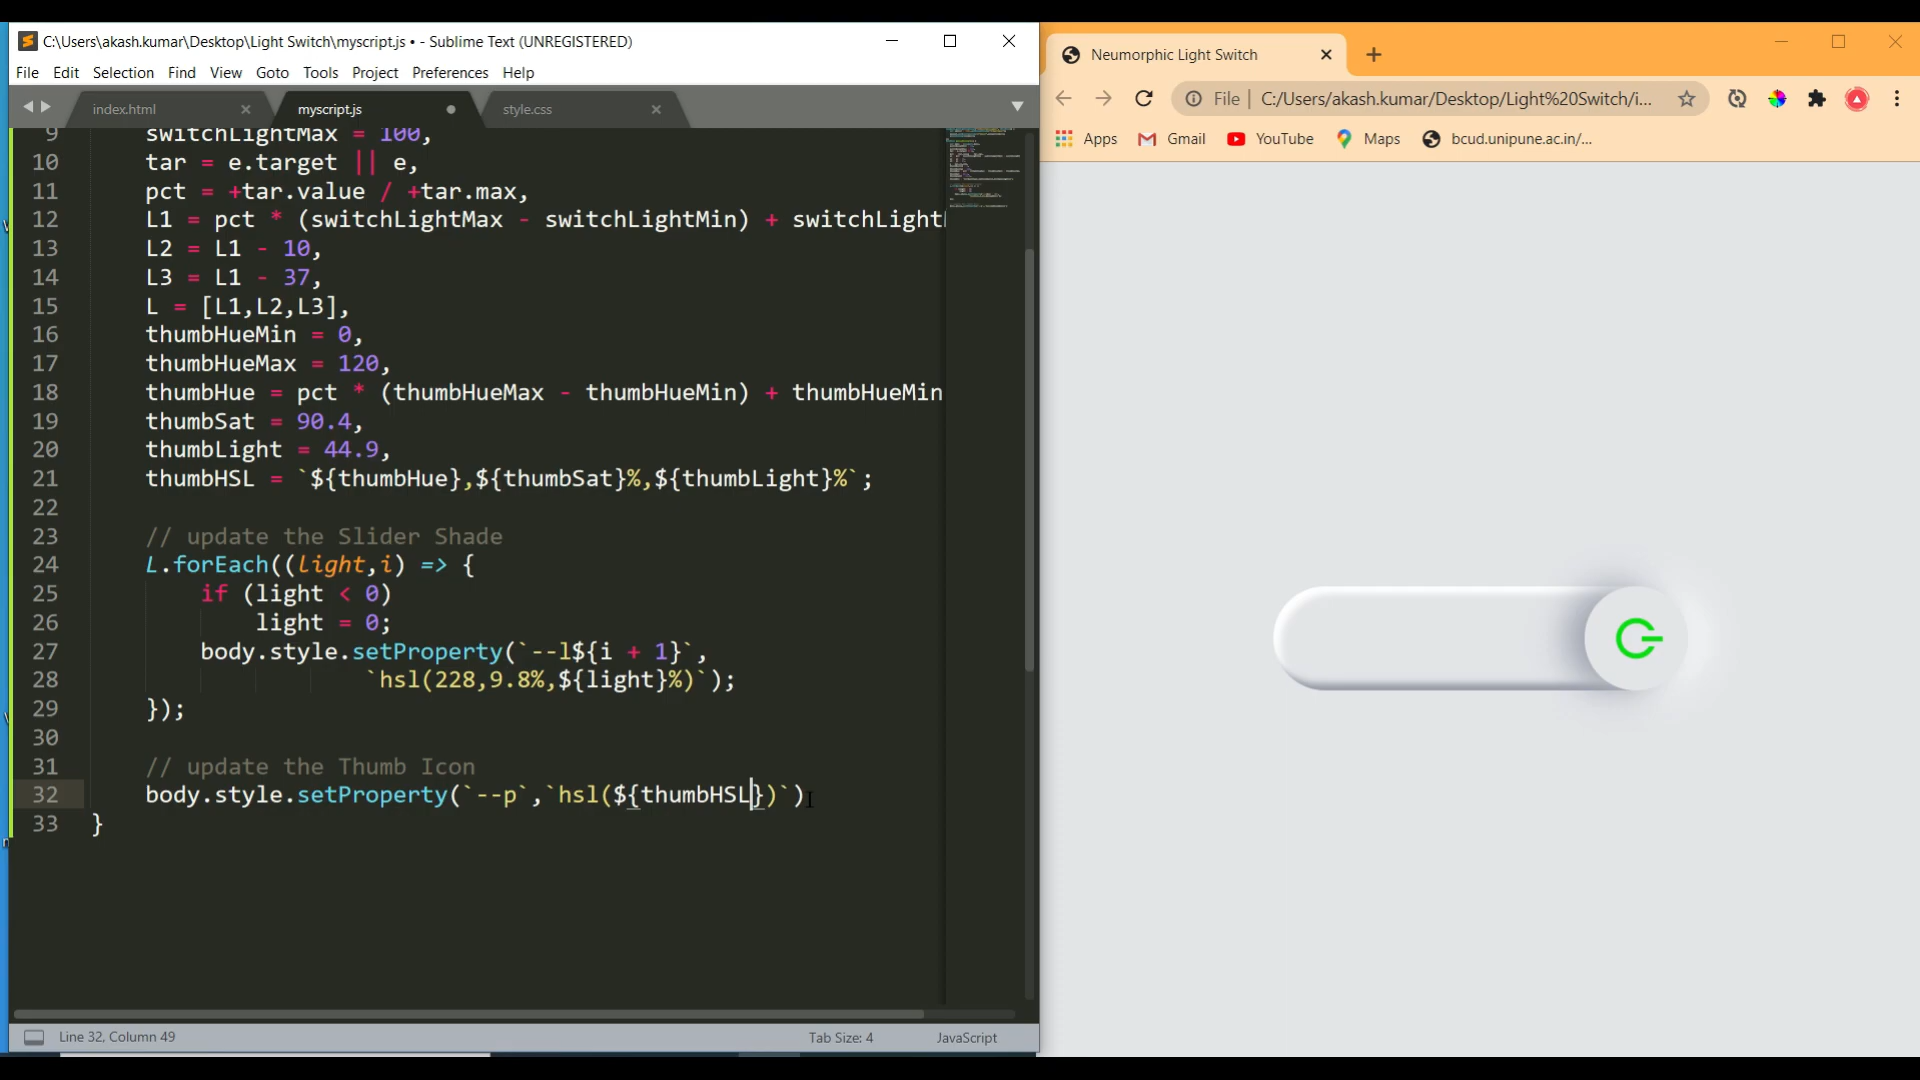 C:\Users\akash.kumar\Desktop\Light Switch\myscript.js • - Sublime Text (UNREGISTERED)
File Edit Selection Find View Goto Tools Project Preferences Help
index.html
myscript.js
style.css
9 switchLightMax = 100,
10 tar = e.target || e,
11 pct = +tar.value / +tar.max,
12 L1 = pct * (switchLightMax - switchLightMin) + switchLight
13 L2 = L1 - 10,
14 L3 = L1 - 37,
15 L = [L1,L2,L3],
16 thumbHueMin = 0,
17 thumbHueMax = 120,
18 thumbHue = pct * (thumbHueMax - thumbHueMin) + thumbHueMin
19 thumbSat = 90.4,
20 thumbLight = 44.9,
21 thumbHSL = `${thumbHue},${thumbSat}%,${thumbLight}%`;
22
23 // update the Slider Shade
24 L.forEach((light,i) => {
25 if (light < 0)
26 light = 0;
27 body.style.setProperty(`--l${i + 1}`,
28 `hsl(228,9.8%,${light}%)`);
29 });
30
31 // update the Thumb Icon
32 body.style.setProperty(`--p`,`hsl(${thumbHSL})`)
33 }
Line 32, Column 49
Tab Size: 4
JavaScript
Neumorphic Light Switch
File C:/Users/akash.kumar/Desktop/Light%20Switch/i...
Apps Gmail YouTube Maps bcud.unipune.ac.in/...